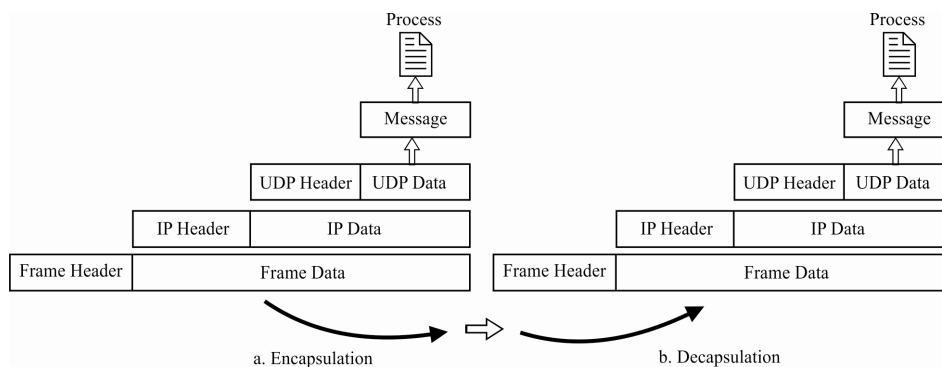 Process Process
Message Message
UDP Header UDP Data UDP Header UDP Data
IP Header IP Data IP Header IP Data
Frame Header Frame Data Frame Header Frame Data
a. Encapsulation b. Decapsulation